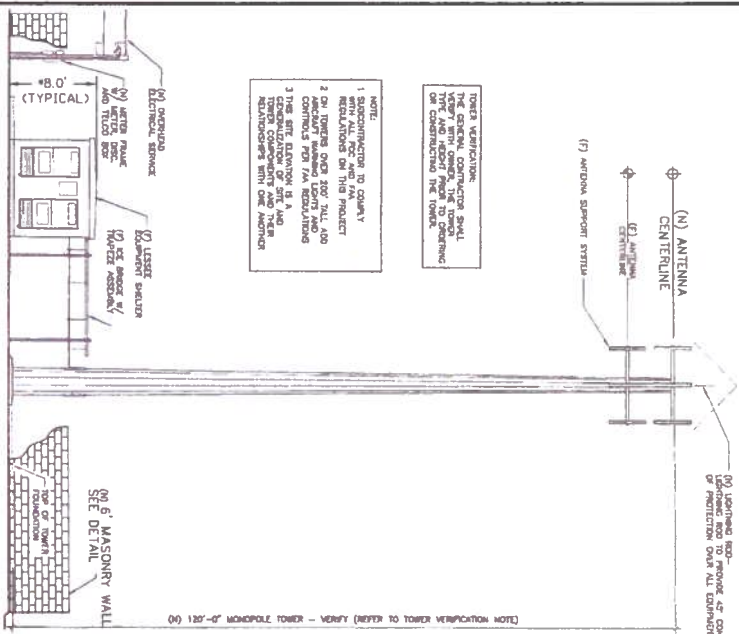 (N) LIGHTNING ROD-
LIGHTNING ROD TO PROVIDE 45°
OF PROTECTION OVER ALL
(N) ANTENNA
CENTERLINE
(F) ANTENNA
CENTERLINE
(F) ANTENNA SUPPORT SYSTEM
TOWER VERIFICATION:
THE GENERAL CONTRACTOR SHALL
VERIFY WITH OWNER, THE TOWER
TYPE AND HEIGHT PRIOR TO ORDERING
OR CONSTRUCTING THE TOWER.
NOTE:
1 SUBCONTRACTOR TO COMPLY
WITH ALL FCC AND FAA
REGULATIONS ON THIS PROJECT
2 ON TOWERS OVER 200' TALL, ADD
AIRCRAFT WARNING LIGHTS AND
CONTROLS PER FAA REGULATIONS
3 THIS SITE ELEVATION IS A
GENERALIZATION OF SITE AND
TOWER COMPONENTS AND THEIR
RELATIONSHIPS WITH ONE ANOTHER
(N) 120'-0" MONOPOLE TOWER - VERIFY (REFER TO TOWER VERIFICATION NOTE)
(N) OVERHEAD
ELECTRICAL SERVICE
(N) METER FRAME
W/ METER, DISC,
AND TELCO BOX
8.0'
(TYPICAL)
(F) LESSEE
EQUIPMENT SHELTER
(F) ICE BRIDGE W/
TRAPEZE ASSEMBLY
(N) 6' MASONRY WALL
SEE DETAIL
TOP OF TOWER
FOUNDATION